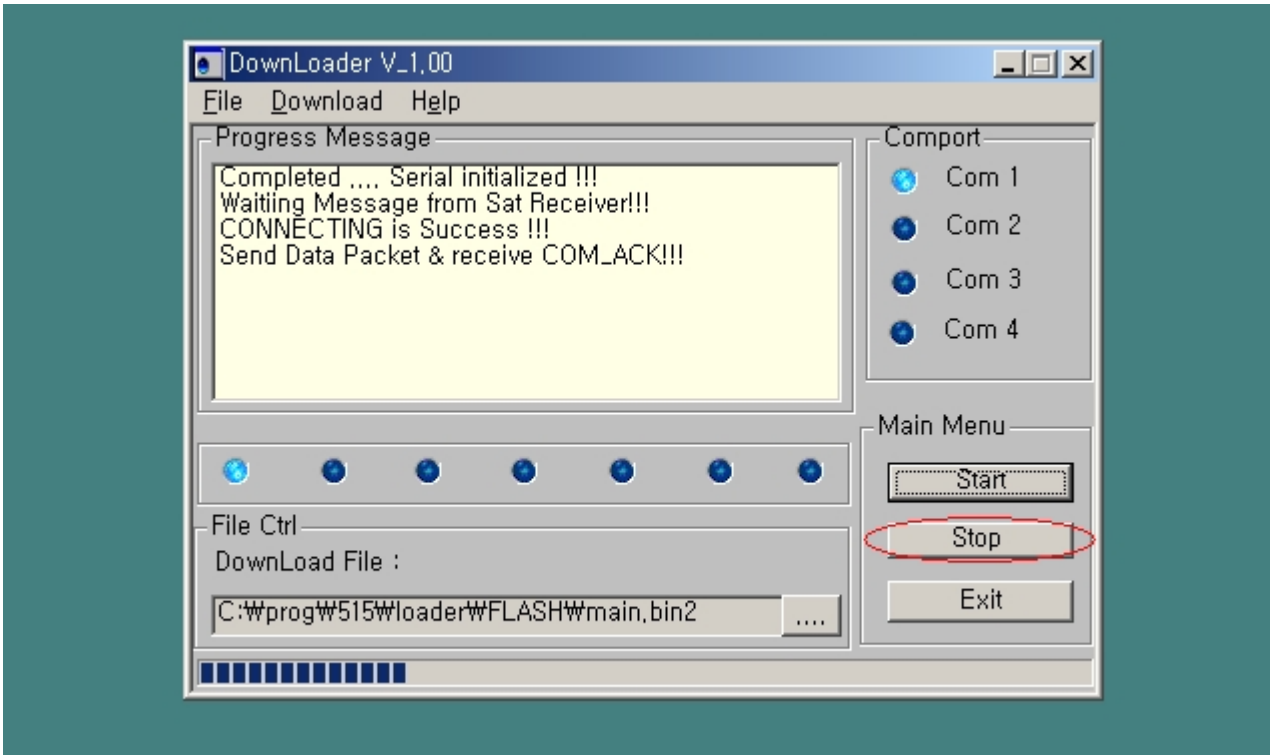 DownLoader V_1.00
File Download Help
Progress Message
Completed .... Serial initialized !!!
Waitiing Message from Sat Receiver!!!
CONNECTING is Success !!!
Send Data Packet & receive COM_ACK!!!
Comport
Com 1
Com 2
Com 3
Com 4
Main Menu
Start
Stop
Exit
File Ctrl
DownLoad File :
C:₩prog₩515₩loader₩FLASH₩main.bin2
....